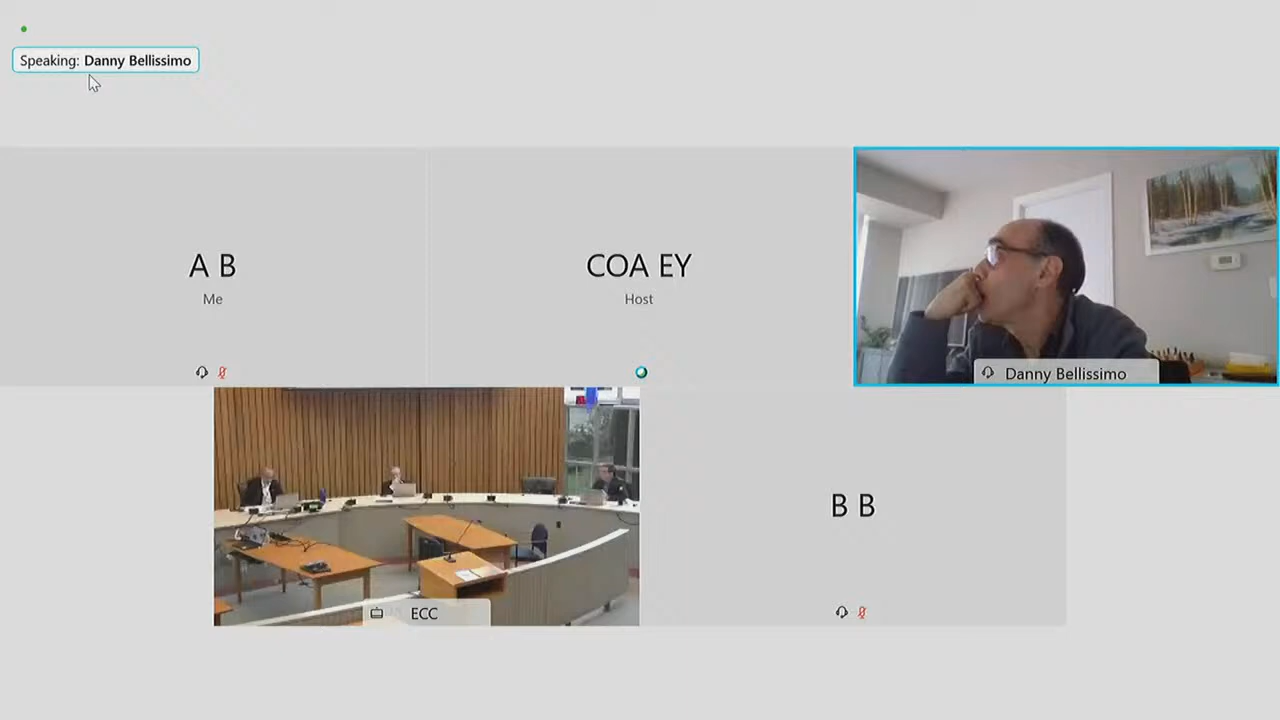 Speaking: Danny Bellissimo
A B
Me
COA EY
Host
Danny Bellissimo
ECC
B B